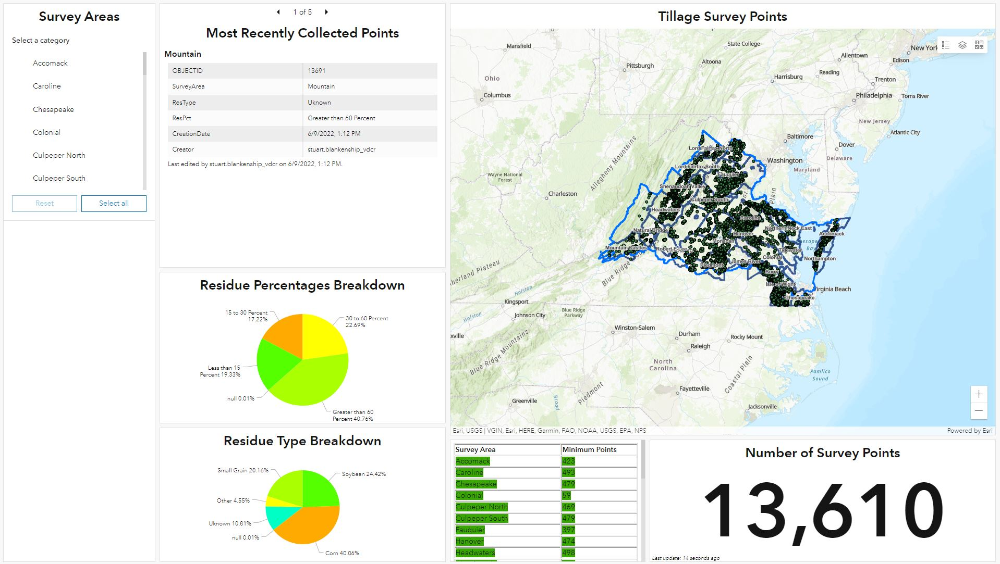 Survey Areas
Select a category
Accomack
Caroline
Chesapeake
Colonial
Culpeper North
Culpeper South
Reset
Select all
1 of 5
Most Recently Collected Points
Mountain
OBJECTID 13691
SurveyArea Mountain
ResType Uknown
ResPct Greater than 60 Percent
CreationDate 6/9/2022, 1:12 PM
Creator stuart.blankenship_vdcr
Last edited by stuart.blankenship_vdcr on 6/9/2022, 1:12 PM.
Residue Percentages Breakdown
15 to 30 Percent
17.22%
30 to 60 Percent
22.69%
Less than 15
Percent 19.33%
null 0.01%
Greater than 60
Percent 40.76%
Residue Type Breakdown
Small Grain 20.16%
Soybean 24.42%
Other 4.55%
Uknown 10.81%
null 0.01%
Corn 40.06%
Tillage Survey Points
Mansfield
State College
New York
Allentown
Edison
Altoona
Pittsburgh
Reading
Harrisburg
Trenton
Ohio
Columbus
Philadelphia
Toms River
New Jersey
Atlantic City
Baltimore
Dover
Delaware
Washington
Maryland
Allegheny Mountains
Wayne National
Forest
Charleston
Lord Fairfax North
Lord Fairfax South
Fauquier
Shenandoah Valley
Culpeper South
Plain
Headwaters
Caroline
Natural Bridge
Northern Neck East
Hanover
Accomack
Monacan
Mountain Castles
Robert E Lee
Tidewater
Colonial
Northampton
James River
Piedmont
Surry
Blue Ridge
Isle of Wight
Virginia Beach
Chesapeake
berland Plateau
Holston
Kingsport
Blue Ridge
Parkway
Johnson City
Holston
Winston-Salem
Durham
Rocky Mount
Raleigh
xville
Blue Ridge Mountains
North
Carolina
Coastal Plain
Pamlico
Sound
Fayetteville
Piedmont
Broad
Greenville
Jacksonville
Esri, USGS | VGIN, Esri, HERE, Garmin, FAO, NOAA, USGS, EPA, NPS
Powered by Esri
Survey Area Minimum Points
Accomack 423
Caroline 493
Chesapeake 479
Colonial 59
Culpeper North 469
Culpeper South 479
Fauquier 397
Hanover 474
Headwaters 498
Number of Survey Points
13,610
Last update: 14 seconds ago